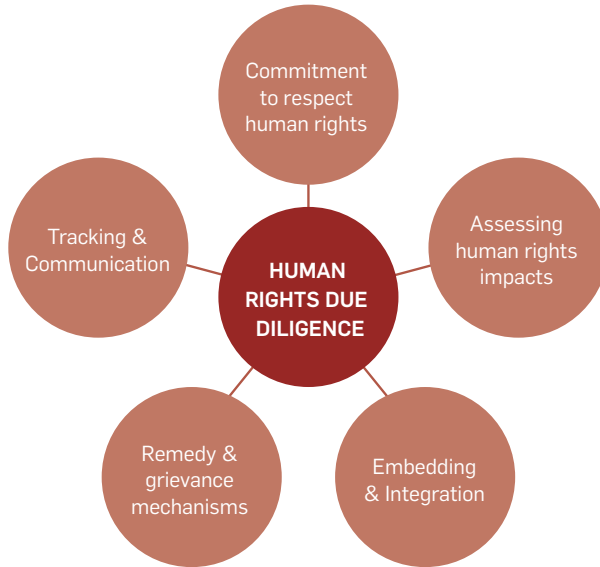 Commitment
to respect
human rights
Tracking &
Communication
Assessing
human rights
impacts
HUMAN
RIGHTS DUE
DILIGENCE
Remedy &
grievance
mechanisms
Embedding
& Integration